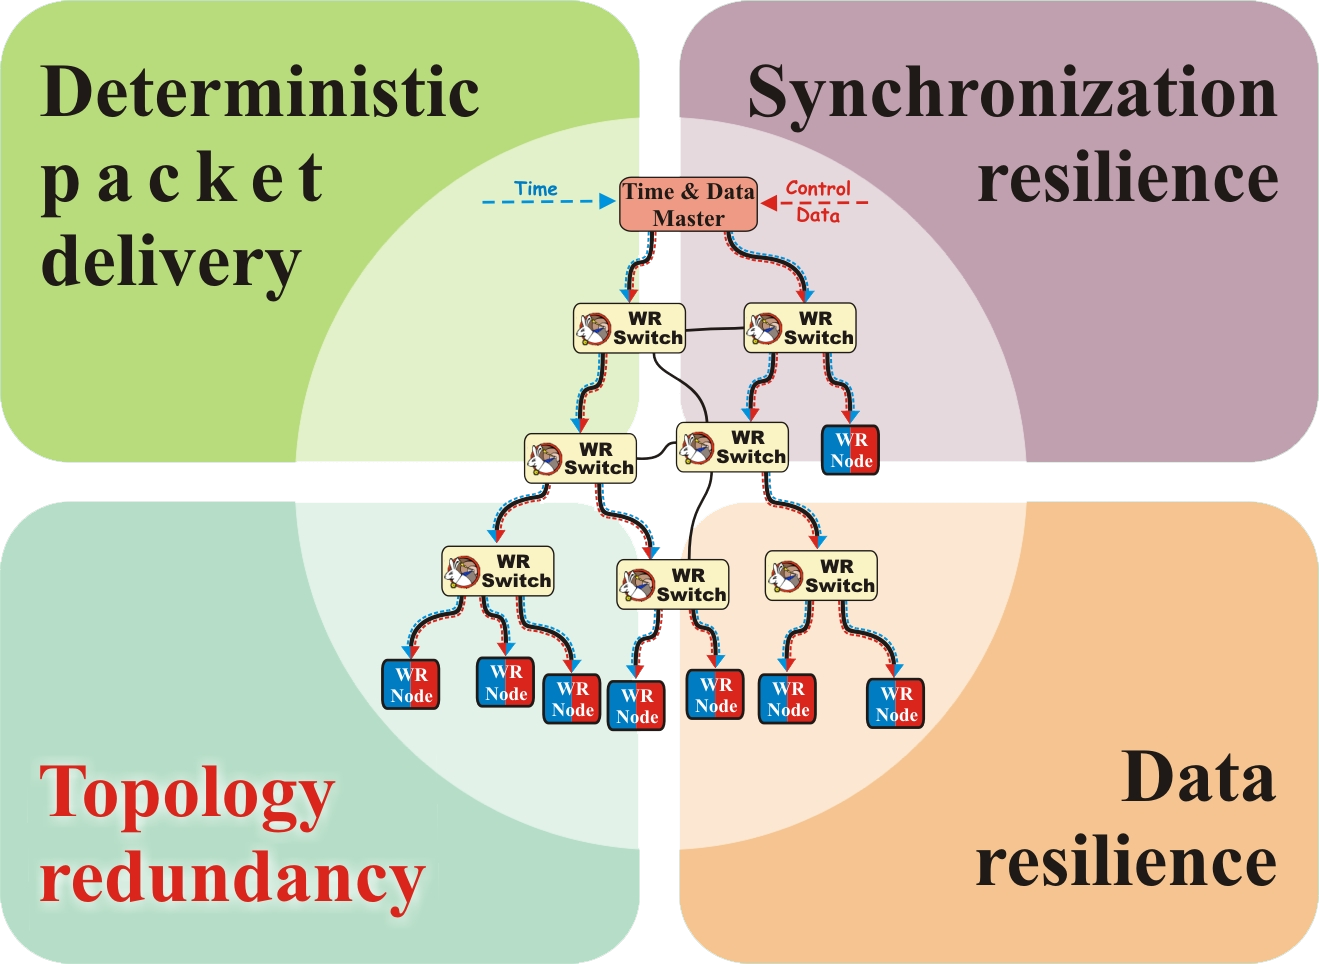 Deterministic
packet
delivery
Synchronization
resilience
Time
Time & Data
Master
Control
Data
WR
Switch
WR
Switch
WR
Switch
WR
Switch
WR
Node
WR
Switch
WR
Switch
WR
Switch
WR
Node
WR
Node
WR
Node
WR
Node
WR
Node
WR
Node
WR
Node
Topology
redundancy
Data
resilience